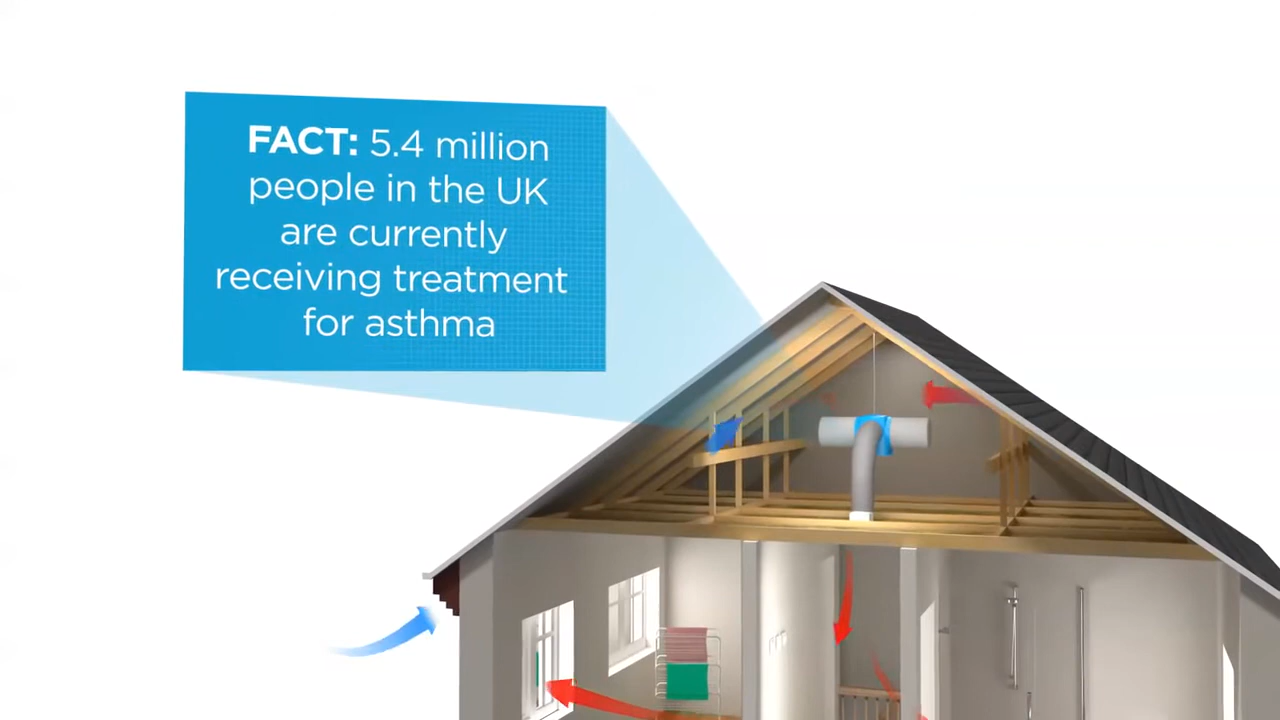 FACT: 5.4 million
people in the UK
are currently
receiving treatment
for asthma